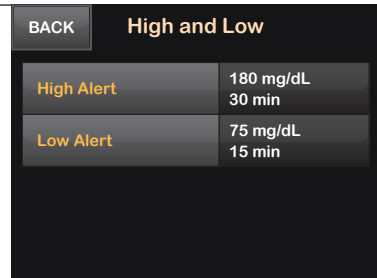 BACK
High and Low
High Alert
180 mg/dL
30 min
Low Alert
75 mg/dL
15 min